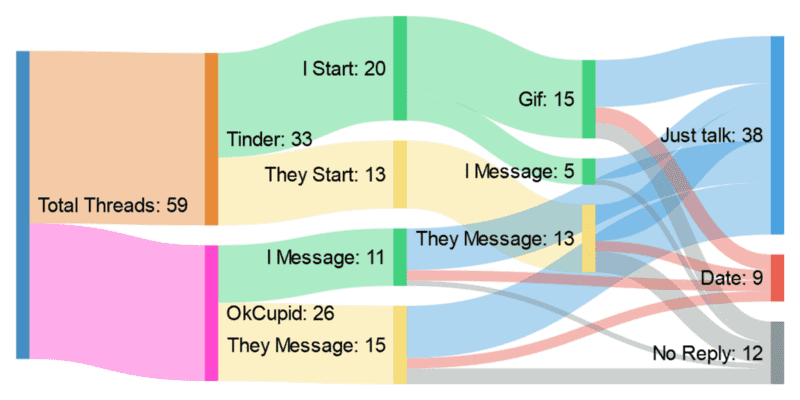 Total Threads: 59
Tinder: 33
OkCupid: 26
I Start: 20
They Start: 13
I Message: 11
They Message: 15
Gif: 15
I Message: 5
They Message: 13
Just talk: 38
Date: 9
No Reply: 12